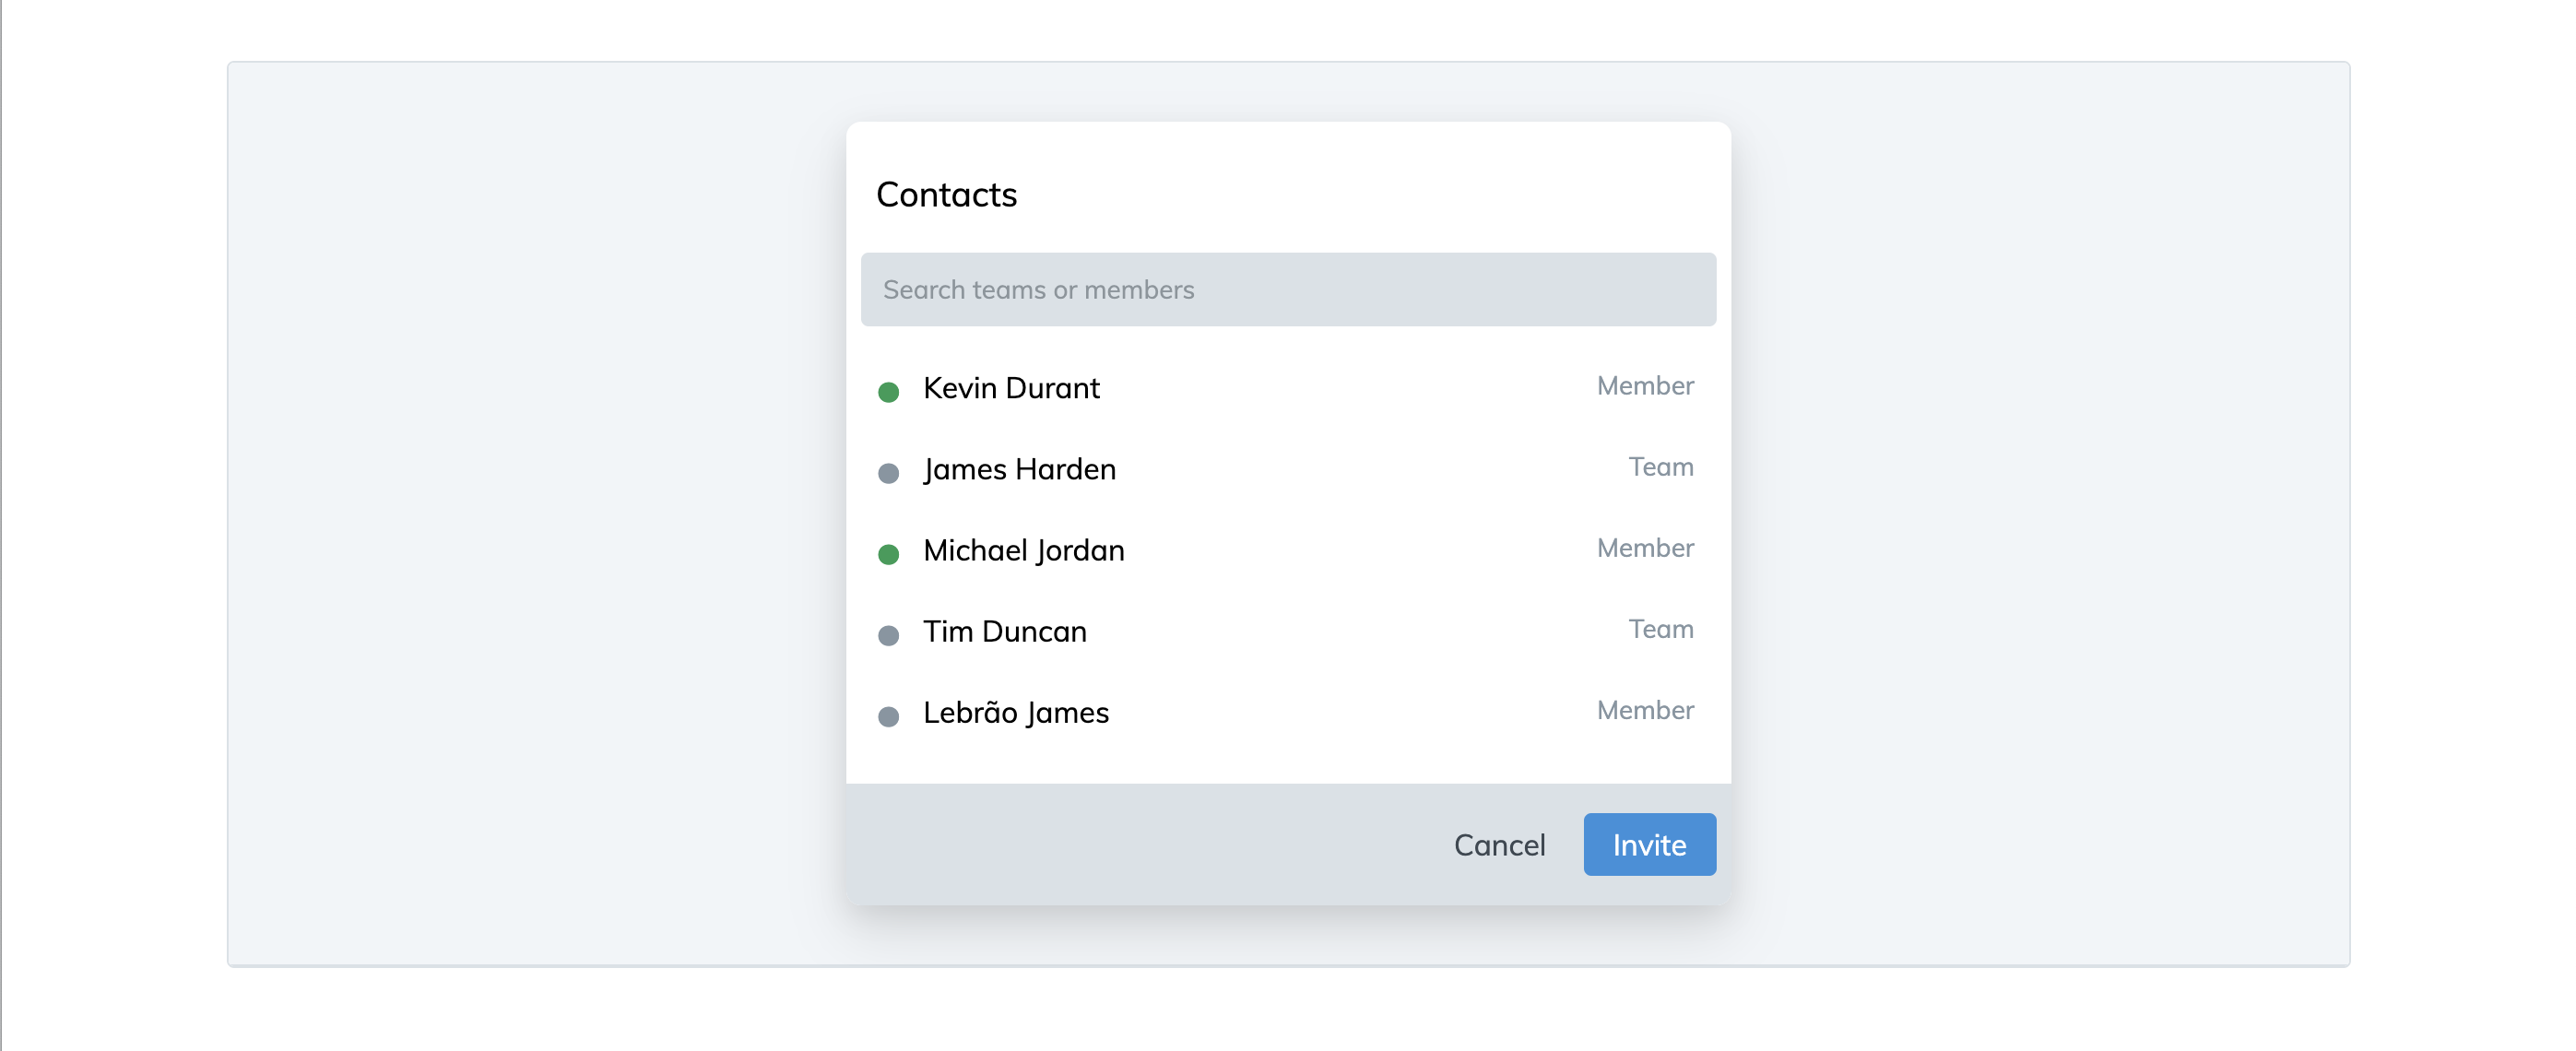 Contacts
Search teams or members
Kevin Durant Member
James Harden Team
Michael Jordan Member
Tim Duncan Team
Lebrão James Member
Cancel Invite